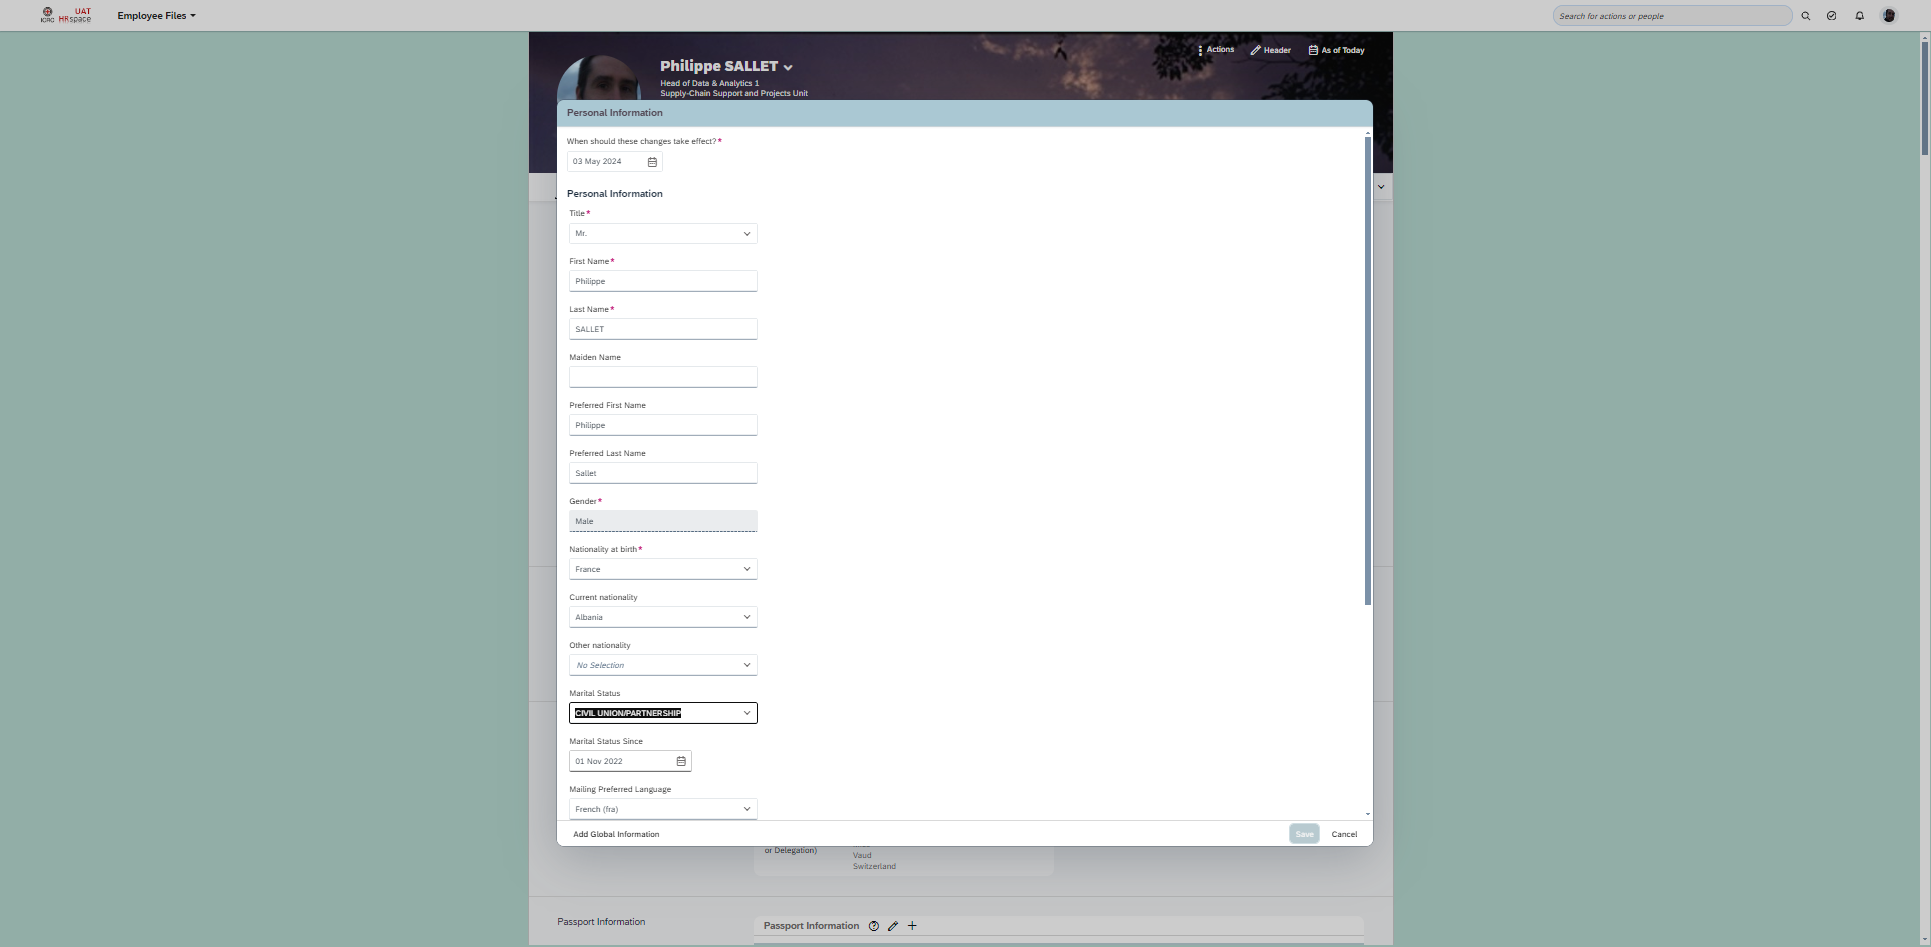 ICRC
UAT
HRspace
Employee Files
Search for actions or people
Actions
Header
As of Today
Philippe SALLET
Head of Data & Analytics 1
Supply-Chain Support and Projects Unit
Personal Information
When should these changes take effect?*
03 May 2024
Personal Information
Title*
Mr.
First Name*
Philippe
Last Name*
SALLET
Maiden Name
Preferred First Name
Philippe
Preferred Last Name
Sallet
Gender*
Male
Nationality at birth*
France
Current nationality
Albania
Other nationality
No Selection
Marital Status
CIVIL UNION/PARTNERSHIP
Marital Status Since
01 Nov 2022
Mailing Preferred Language
French (fra)
Add Global Information
Save
Cancel
or Delegation)
Vaud
Switzerland
Passport Information
Passport Information